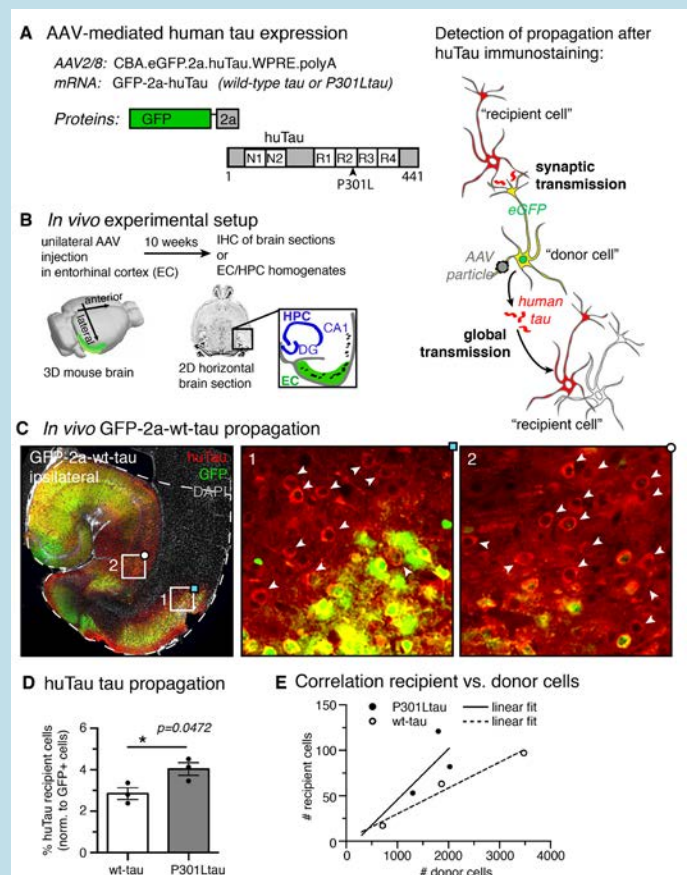 A AAV-mediated human tau expression
AAV2/8: CBA.eGFP.2a.huTau.WPRE.polyA
mRNA: GFP-2a-huTau (wild-type tau or P301Ltau)
Proteins: GFP 2a
huTau
N1 N2 R1 R2 R3 R4
1 441
P301L
Detection of propagation after
huTau immunostaining:
"recipient cell"
synaptic
transmission
eGFP
"donor cell"
AAV
particle
human
tau
global
transmission
"recipient cell"
B In vivo experimental setup
unilateral AAV
injection
in entorhinal cortex (EC)
10 weeks
IHC of brain sections
or
EC/HPC homogenates
anterior
lateral
3D mouse brain
2D horizontal
brain section
HPC
CA1
DG
EC
C In vivo GFP-2a-wt-tau propagation
GFP-2a-wt-tau huTau
ipsilateral GFP
DAPI
2
1
1
2
D huTau tau propagation
p=0.0472
*
% huTau recipient cells
(norm. to GFP+ cells)
6
4
2
0
wt-tau P301Ltau
E Correlation recipient vs. donor cells
P301Ltau linear fit
wt-tau linear fit
# recipient cells
150
100
50
0
0 1000 2000 3000 4000
# donor cells